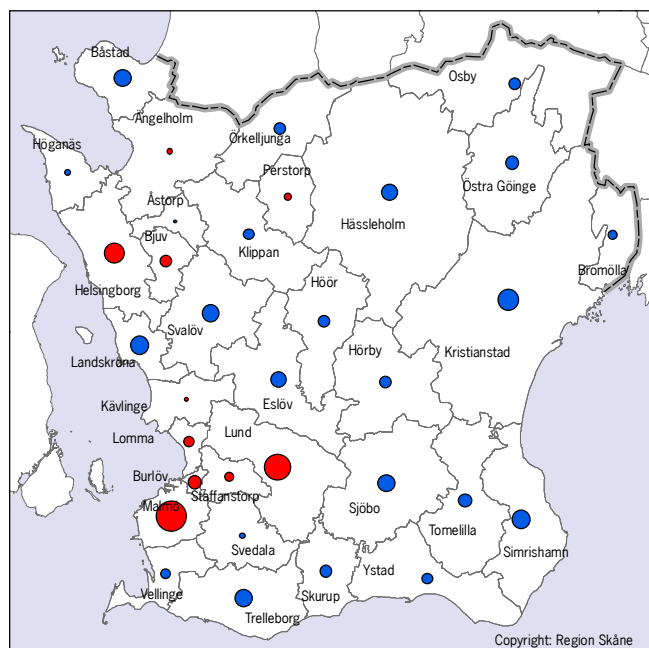 Båstad
Osby
Ängelholm
Örkelljunga
Höganäs
Perstorp
Östra Göinge
Åstorp
Hässleholm
Bjuv
Klippan
Bromölla
Höör
Helsingborg
Svalöv
Kristianstad
Hörby
Landskrona
Eslöv
Kävlinge
Lund
Lomma
Burlöv
Staffanstorp
Malmö
Sjöbo
Tomelilla
Svedala
Simrishamn
Ystad
Vellinge
Skurup
Trelleborg
Copyright: Region Skåne